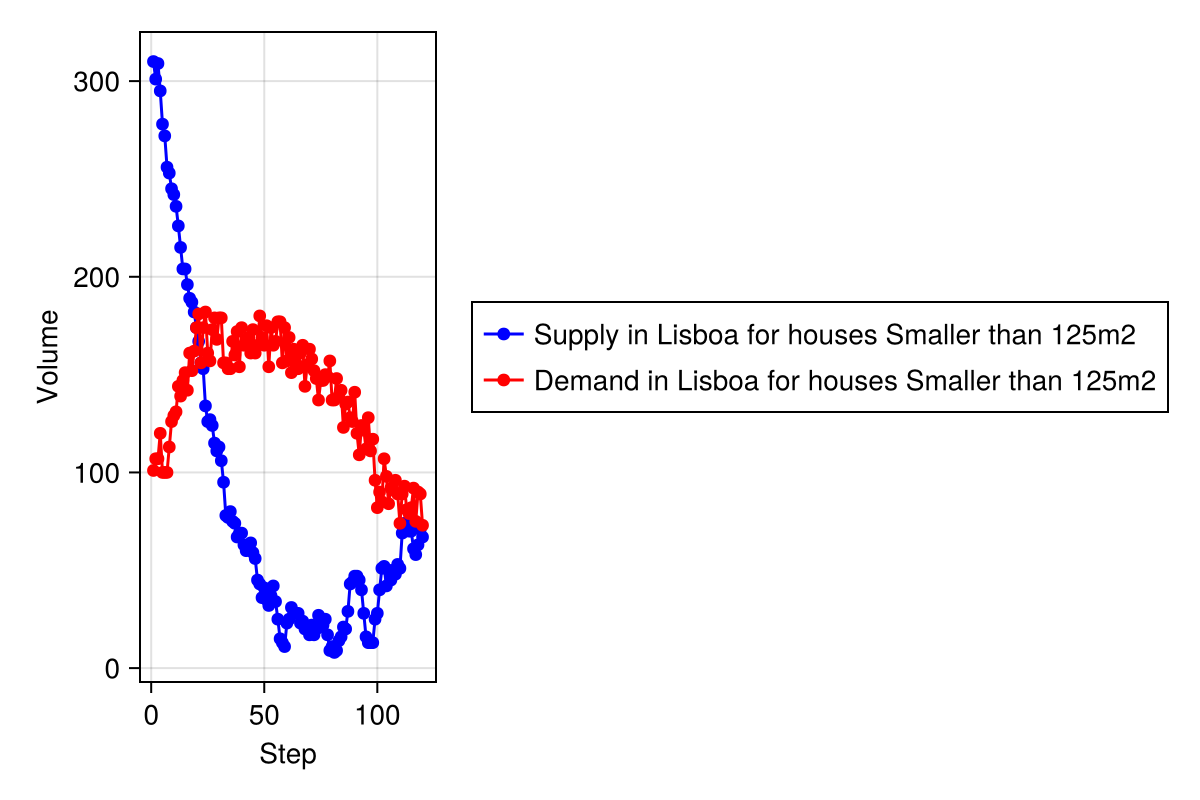 300
200
100
0
Volume
0 50 100
Step
Supply in Lisboa for houses Smaller than 125m2
Demand in Lisboa for houses Smaller than 125m2